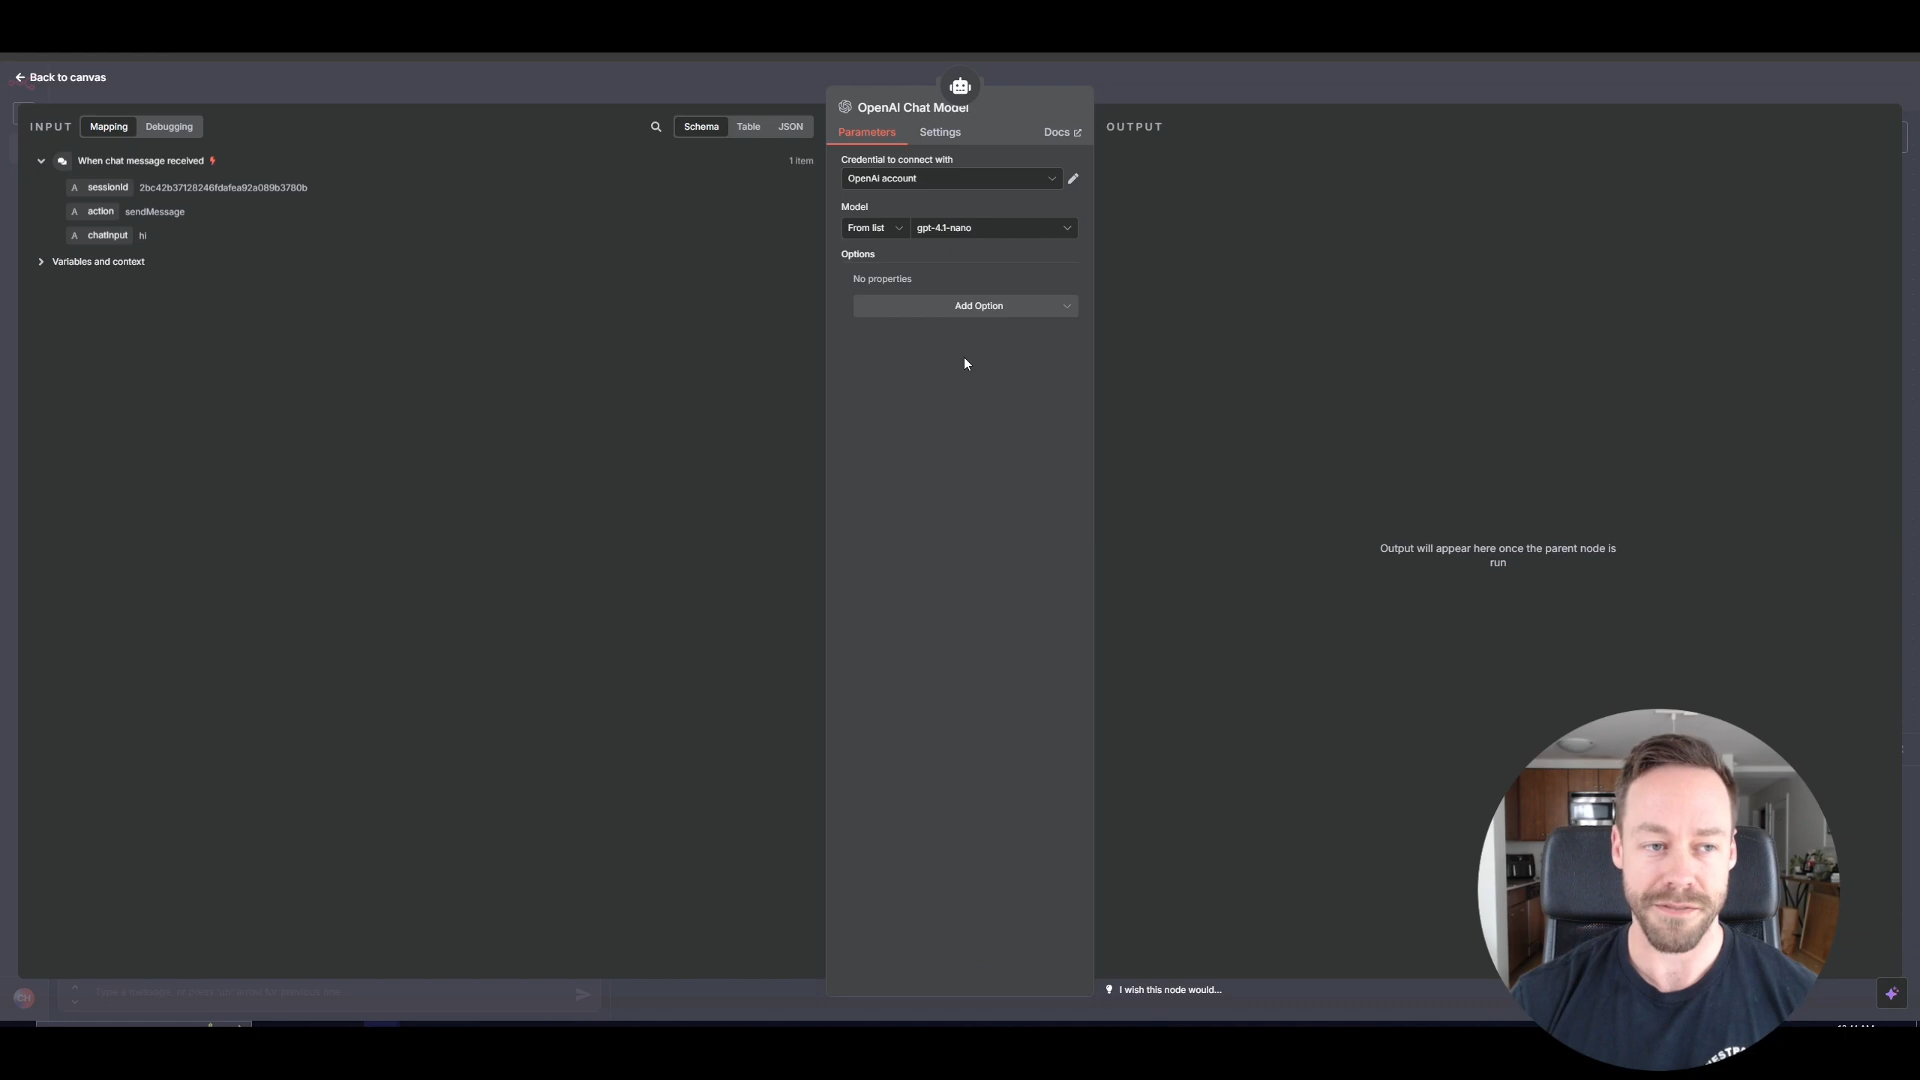 Back to canvas
OpenAI Chat Model
INPUT Mapping Debugging Schema Table JSON
Parameters Settings Docs
OUTPUT
When chat message received 1 item
A sessionId 2bc42b37128246fdafea92a089b3780b
A action sendMessage
A chatInput hi
Variables and context
Credential to connect with
OpenAi account
Model
From list gpt-4.1-nano
Options
No properties
Add Option
Output will appear here once the parent node is
run
I wish this node would...
CH